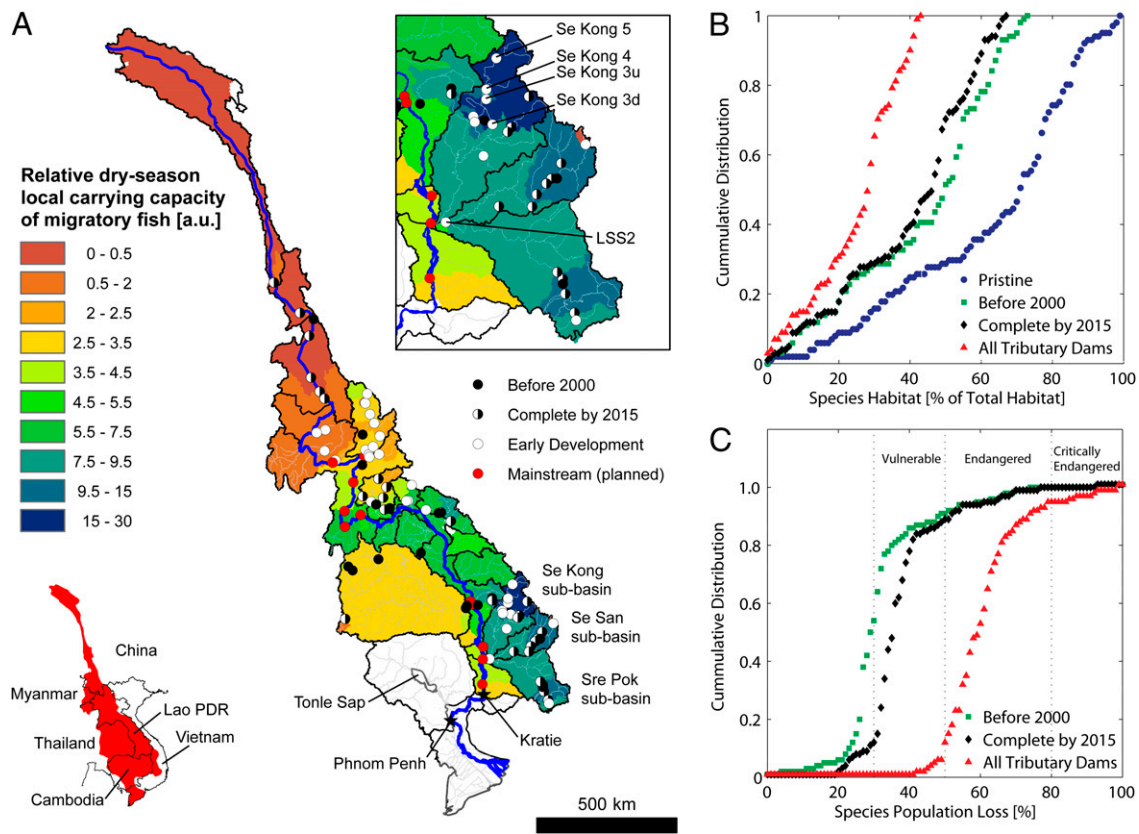 A
Relative dry-season
local carrying capacity
of migratory fish [a.u.]
0 - 0.5
0.5 - 2
2 - 2.5
2.5 - 3.5
3.5 - 4.5
4.5 - 5.5
5.5 - 7.5
7.5 - 9.5
9.5 - 15
15 - 30
Se Kong 5
Se Kong 4
Se Kong 3u
Se Kong 3d
LSS2
Before 2000
Complete by 2015
Early Development
Mainstream (planned)
Se Kong
sub-basin
Se San
sub-basin
Sre Pok
sub-basin
Tonle Sap
Kratie
Phnom Penh
500 km
China
Myanmar
Lao PDR
Thailand
Vietnam
Cambodia
B
Cummulative Distribution
1
0.8
0.6
0.4
0.2
0
0 20 40 60 80 100
Species Habitat [% of Total Habitat]
Pristine
Before 2000
Complete by 2015
All Tributary Dams
C
Cummulative Distribution
1.0
0.8
0.6
0.4
0.2
0
0 20 40 60 80 100
Species Population Loss [%]
Vulnerable
Endangered
Critically
Endangered
Before 2000
Complete by 2015
All Tributary Dams